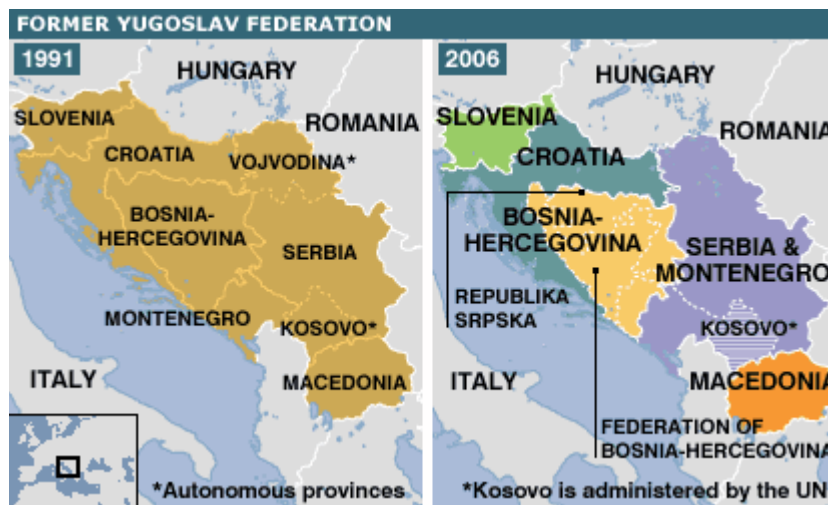 FORMER YUGOSLAV FEDERATION
1991
HUNGARY
SLOVENIA
ROMANIA
CROATIA
VOJVODINA*
BOSNIA-
HERCEGOVINA
SERBIA
MONTENEGRO
KOSOVO*
ITALY
MACEDONIA
*Autonomous provinces
2006
HUNGARY
SLOVENIA
ROMANIA
CROATIA
BOSNIA-
HERCEGOVINA
SERBIA &
MONTENEGRO
REPUBLIKA
SRPSKA
KOSOVO*
ITALY
MACEDONIA
FEDERATION OF
BOSNIA-HERCEGOVINA
*Kosovo is administered by the UN